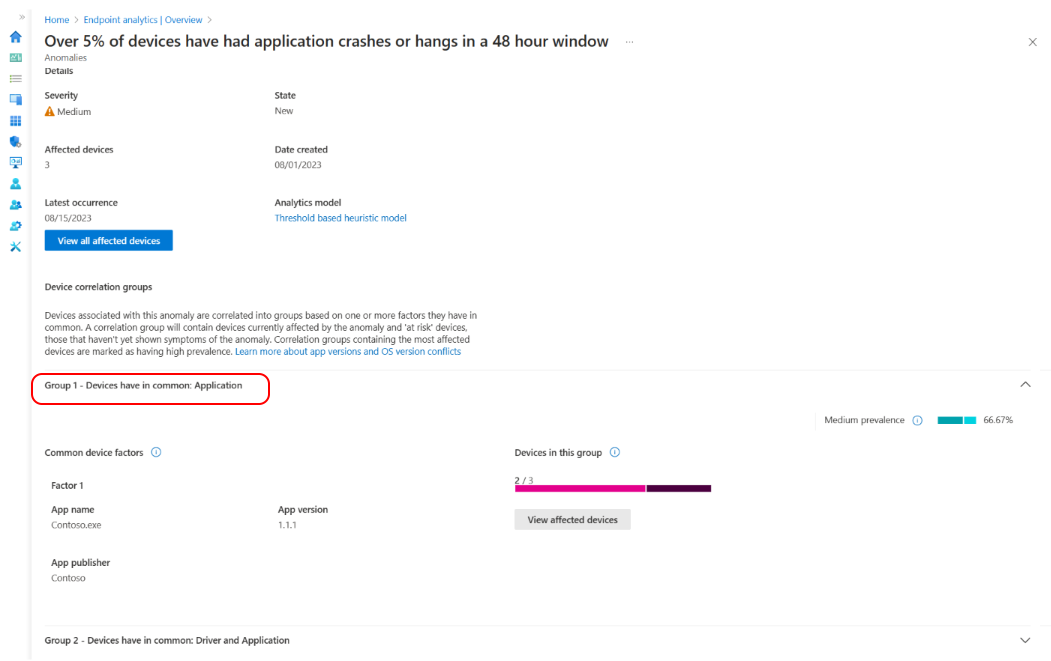 Home > Endpoint analytics | Overview >
Over 5% of devices have had application crashes or hangs in a 48 hour window ...
Anomalies
Details
Severity
Medium
State
New
Affected devices
3
Date created
08/01/2023
Latest occurrence
08/15/2023
Analytics model
Threshold based heuristic model
View all affected devices
Device correlation groups
Devices associated with this anomaly are correlated into groups based on one or more factors they have in
common. A correlation group will contain devices currently affected by the anomaly and 'at risk' devices,
those that haven't yet shown symptoms of the anomaly. Correlation groups containing the most affected
devices are marked as having high prevalence. Learn more about app versions and OS version conflicts
Group 1 - Devices have in common: Application
Medium prevalence 66.67%
Common device factors
Factor 1
App name
Contoso.exe
App version
1.1.1
App publisher
Contoso
Devices in this group
2 / 3
View affected devices
Group 2 - Devices have in common: Driver and Application